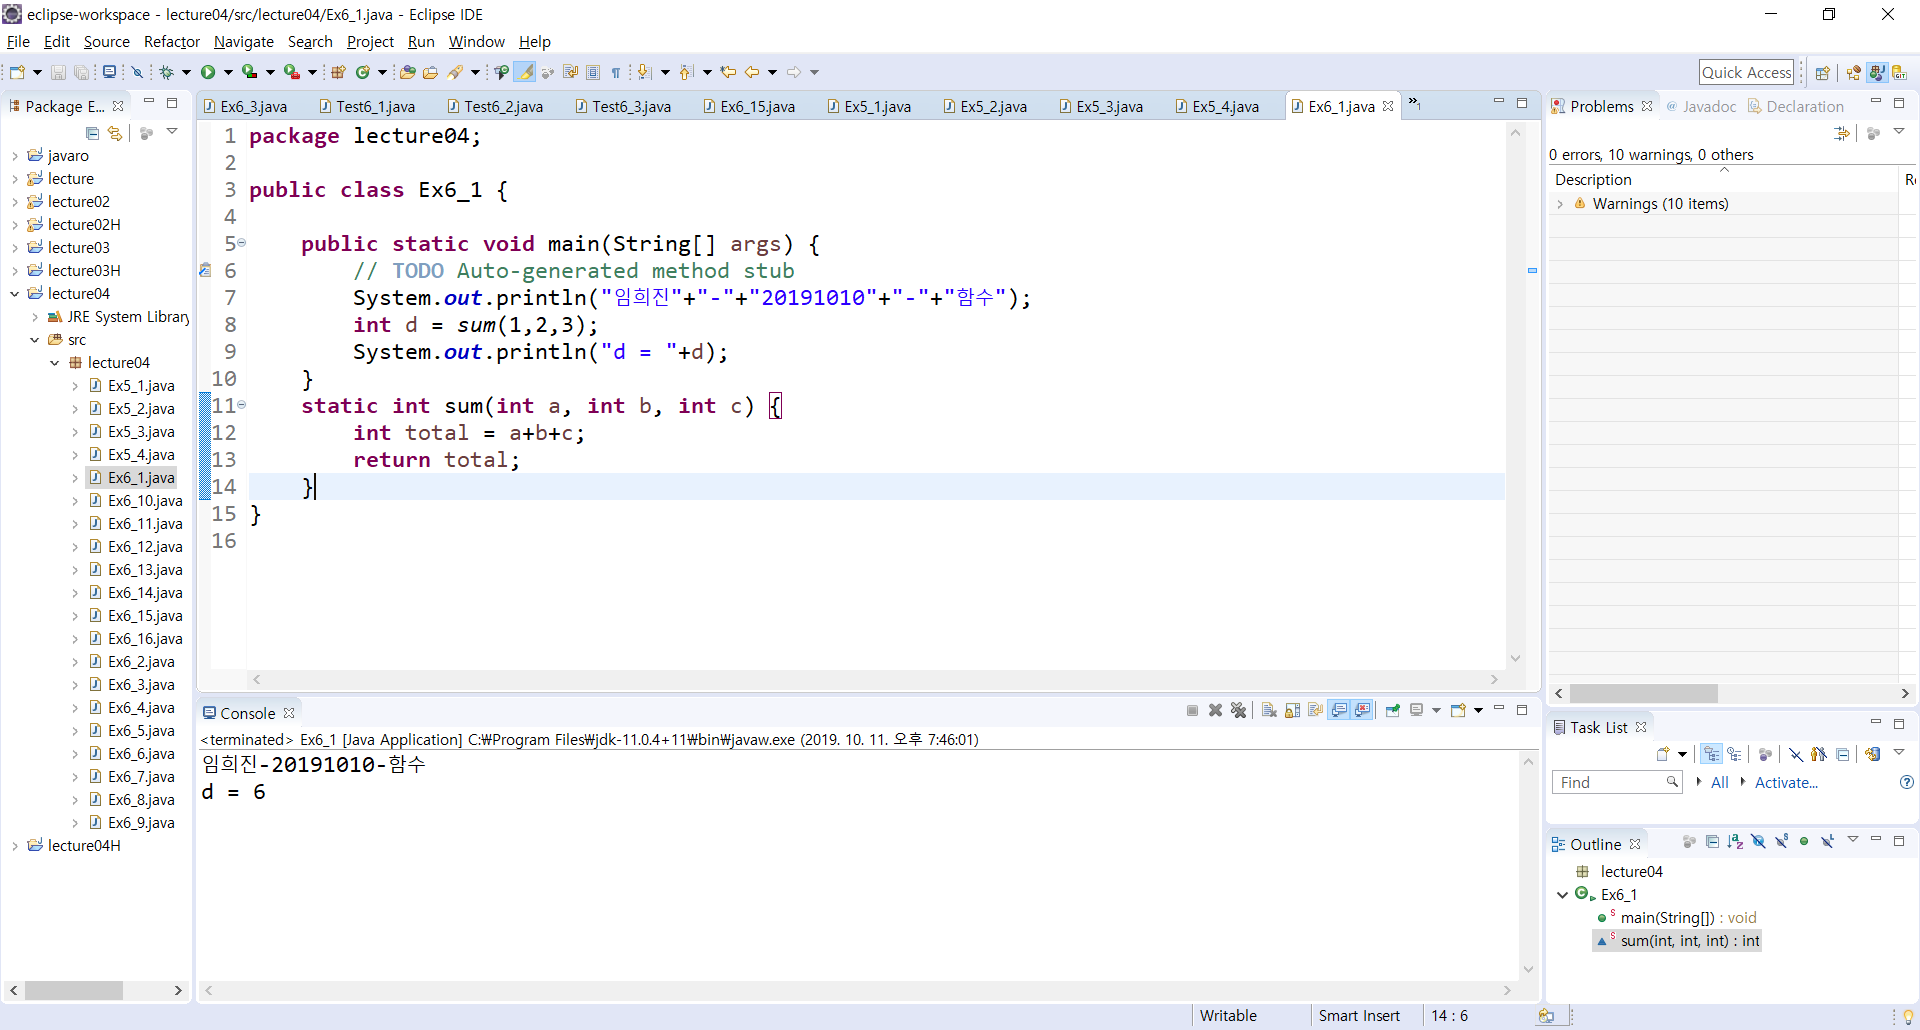 eclipse-workspace - lecture04/src/lecture04/Ex6_1.java - Eclipse IDE
File Edit Source Refactor Navigate Search Project Run Window Help
Quick Access
Package E...
javaro
lecture
lecture02
lecture02H
lecture03
lecture03H
lecture04
JRE System Library
src
lecture04
Ex5_1.java
Ex5_2.java
Ex5_3.java
Ex5_4.java
Ex6_1.java
Ex6_10.java
Ex6_11.java
Ex6_12.java
Ex6_13.java
Ex6_14.java
Ex6_15.java
Ex6_16.java
Ex6_2.java
Ex6_3.java
Ex6_4.java
Ex6_5.java
Ex6_6.java
Ex6_7.java
Ex6_8.java
Ex6_9.java
lecture04H
Ex6_3.java Test6_1.java Test6_2.java Test6_3.java Ex6_15.java Ex5_1.java Ex5_2.java Ex5_3.java Ex5_4.java Ex6_1.java »1
1 package lecture04;
2
3 public class Ex6_1 {
4
5 public static void main(String[] args) {
6 // TODO Auto-generated method stub
7 System.out.println("임희진"+"-"+"20191010"+"-"+"함수");
8 int d = sum(1,2,3);
9 System.out.println("d = "+d);
10 }
11 static int sum(int a, int b, int c) {
12 int total = a+b+c;
13 return total;
14 }
15 }
16
Console
<terminated> Ex6_1 [Java Application] C:₩Program Files₩jdk-11.0.4+11₩bin₩javaw.exe (2019. 10. 11. 오후 7:46:01)
임희진-20191010-함수
d = 6
Problems @ Javadoc Declaration
0 errors, 10 warnings, 0 others
Description
Warnings (10 items)
Task List
Find All Activate...
Outline
lecture04
Ex6_1
main(String[]) : void
sum(int, int, int) : int
Writable Smart Insert 14 : 6